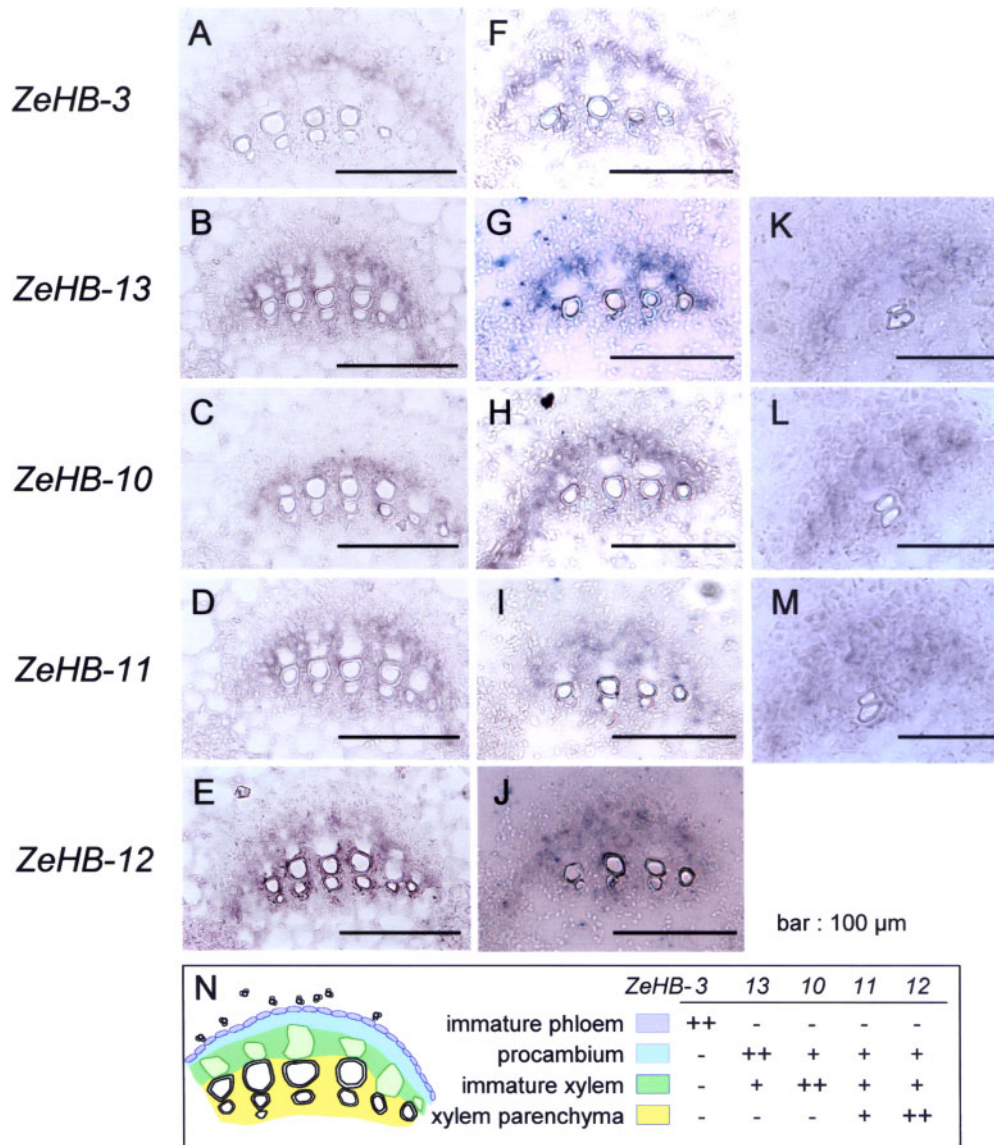 A
F
ZeHB-3
B
G
K
ZeHB-13
C
H
L
ZeHB-10
D
I
M
ZeHB-11
E
J
ZeHB-12
bar : 100 µm
N
ZeHB-3 13 10 11 12
immature phloem ++ - - - -
procambium - ++ + + +
immature xylem - + ++ + +
xylem parenchyma - - - + ++